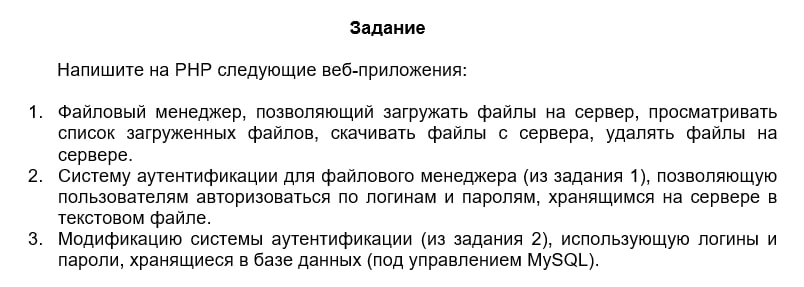 Задание
Напишите на PHP следующие веб-приложения:
1. Файловый менеджер, позволяющий загружать файлы на сервер, просматривать
список загруженных файлов, скачивать файлы с сервера, удалять файлы на
сервере.
2. Систему аутентификации для файлового менеджера (из задания 1), позволяющую
пользователям авторизоваться по логинам и паролям, хранящимся на сервере в
текстовом файле.
3. Модификацию системы аутентификации (из задания 2), использующую логины и
пароли, хранящиеся в базе данных (под управлением MySQL).